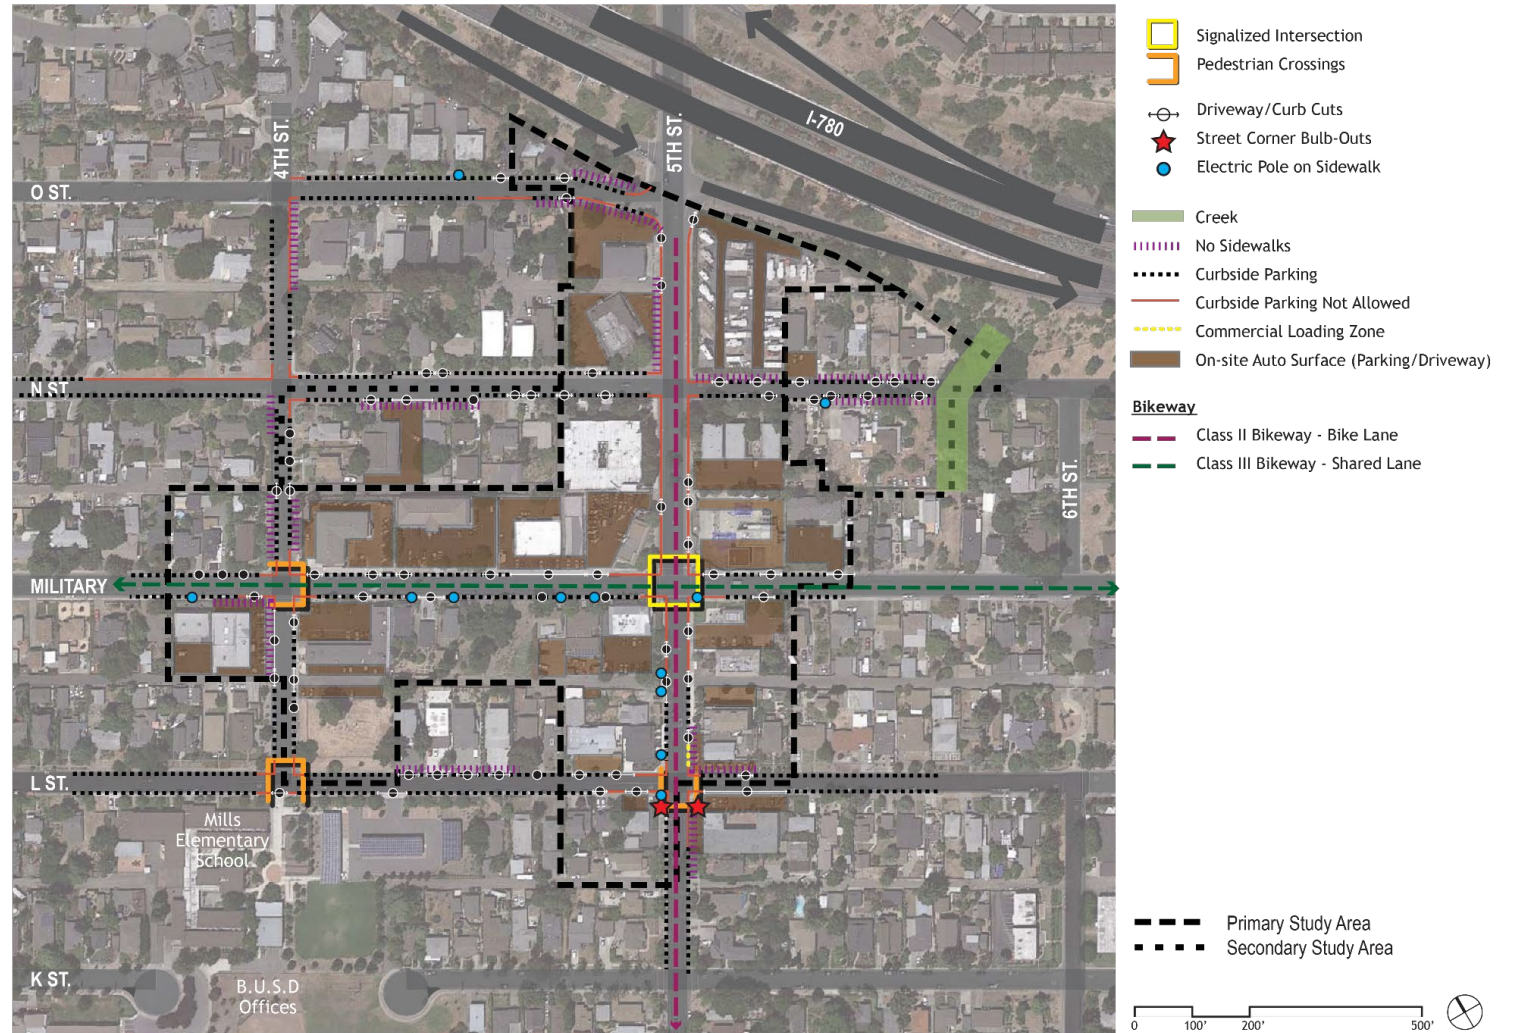 I-780
4TH ST.
5TH ST.
O ST.
N ST.
6TH ST.
MILITARY
L ST.
Mills
Elementary
School
K ST.
B.U.S.D
Offices
Signalized Intersection
Pedestrian Crossings
Driveway/Curb Cuts
Street Corner Bulb-Outs
Electric Pole on Sidewalk
Creek
No Sidewalks
Curbside Parking
Curbside Parking Not Allowed
Commercial Loading Zone
On-site Auto Surface (Parking/Driveway)
Bikeway
Class II Bikeway - Bike Lane
Class III Bikeway - Shared Lane
Primary Study Area
Secondary Study Area
0 100' 200' 500'